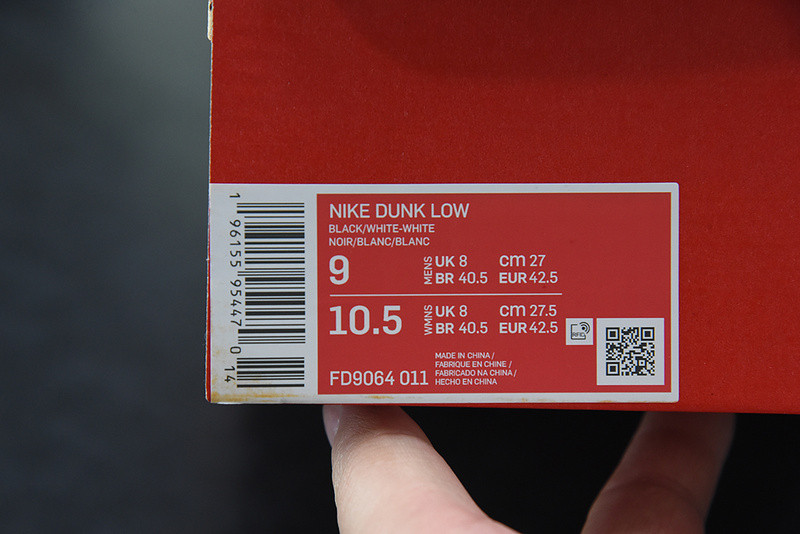 1 96155 95447 0 14
NIKE DUNK LOW
BLACK/WHITE-WHITE
NOIR/BLANC/BLANC
9 MENS UK 8 cm 27
BR 40.5 EUR 42.5
10.5 WMNS UK 8 cm 27.5
BR 40.5 EUR 42.5
RFID
FD9064 011
MADE IN CHINA /
FABRIQUE EN CHINE /
FABRICADO NA CHINA /
HECHO EN CHINA